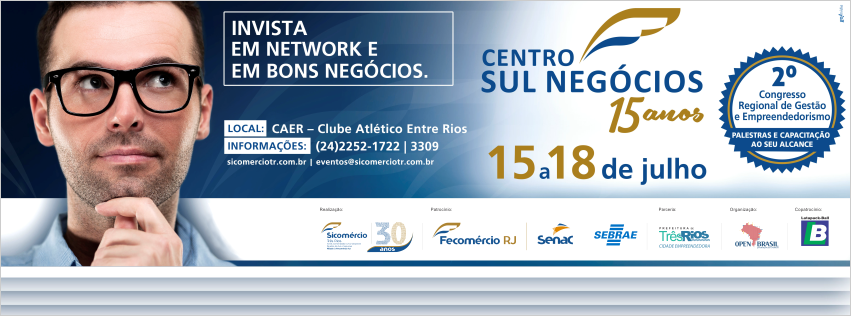 INVISTA
EM NETWORK E
EM BONS NEGÓCIOS.
LOCAL: CAER – Clube Atlético Entre Rios
INFORMAÇÕES: (24)2252-1722 | 3309
sicomerciotr.com.br | eventos@sicomerciotr.com.br
CENTRO
SUL NEGÓCIOS
15 anos
15 a 18 de julho
2º
Congresso
Regional de Gestão
e Empreendedorismo
PALESTRAS E CAPACITAÇÃO
AO SEU ALCANCE
Realização:
Sicomércio
Três Rios
30
anos
Patrocínio:
Fecomércio RJ
Senac
SEBRAE
Parceria:
PREFEITURA
TrêsRios
CIDADE EMPREENDEDORA
Organização:
OPEN BRASIL
Copatrocínio:
LB